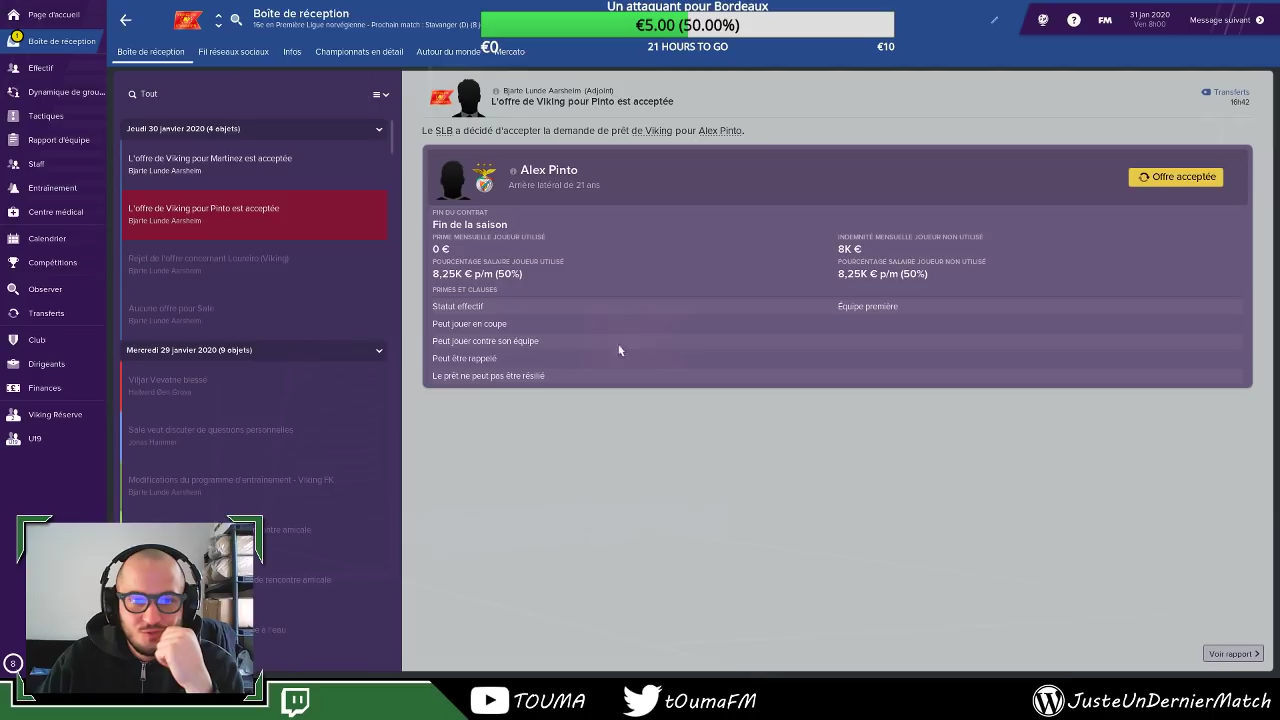 Un attaquant pour Bordeaux
€5.00 (50.00%)
€0
21 HOURS TO GO
€10
Boîte de réception
16e en Première Ligue norvégienne - Prochain match : Stavanger (D) (8 j
FM
31 jan 2020
Ven 8h00
Message suivant
Boîte de réception
Fil réseaux sociaux
Infos
Championnats en détail
Autour du monde
Mercato
1
Boîte d'accueil
Effectif
Dynamique de grou...
Tactiques
Rapport d'équipe
Staff
Entraînement
Centre médical
Calendrier
Compétitions
Observer
Transferts
Club
Dirigeants
Finances
Viking Réserve
U19
8
Tout
Jeudi 30 janvier 2020 (4 objets)
L'offre de Viking pour Martinez est acceptée
Bjarte Lunde Aarsheim
L'offre de Viking pour Pinto est acceptée
Bjarte Lunde Aarsheim
Rejet de l'offre concernant Loureiro (Viking)
Bjarte Lunde Aarsheim
Aucune offre pour Sale
Bjarte Lunde Aarsheim
Mercredi 29 janvier 2020 (9 objets)
Viljar Vevatne blessé
Sale veut discuter de questions personnelles
Jonas Hammer
Modifications du programme d'entraînement - Viking FK
Bjarte Lunde Aarsheim
ntre amicale
de rencontre amicale
à l'eau
Bjarte Lunde Aarsheim (Adjoint)
L'offre de Viking pour Pinto est acceptée
Transferts
16h42
Le SLB a décidé d'accepter la demande de prêt de Viking pour Alex Pinto.
Alex Pinto
Arrière latéral de 21 ans
Offre acceptée
FIN DU CONTRAT
Fin de la saison
PRIME MENSUELLE JOUEUR UTILISÉ
0 €
INDEMNITÉ MENSUELLE JOUEUR NON UTILISÉ
8K €
POURCENTAGE SALAIRE JOUEUR UTILISÉ
8,25K € p/m (50%)
POURCENTAGE SALAIRE JOUEUR NON UTILISÉ
8,25K € p/m (50%)
PRIMES ET CLAUSES
Statut effectif
Équipe première
Peut jouer en coupe
Peut jouer contre son équipe
Peut être rappelé
Le prêt ne peut pas être résilié
Voir rapport
TOUMA
tOumaFM
JusteUnDernierMatch